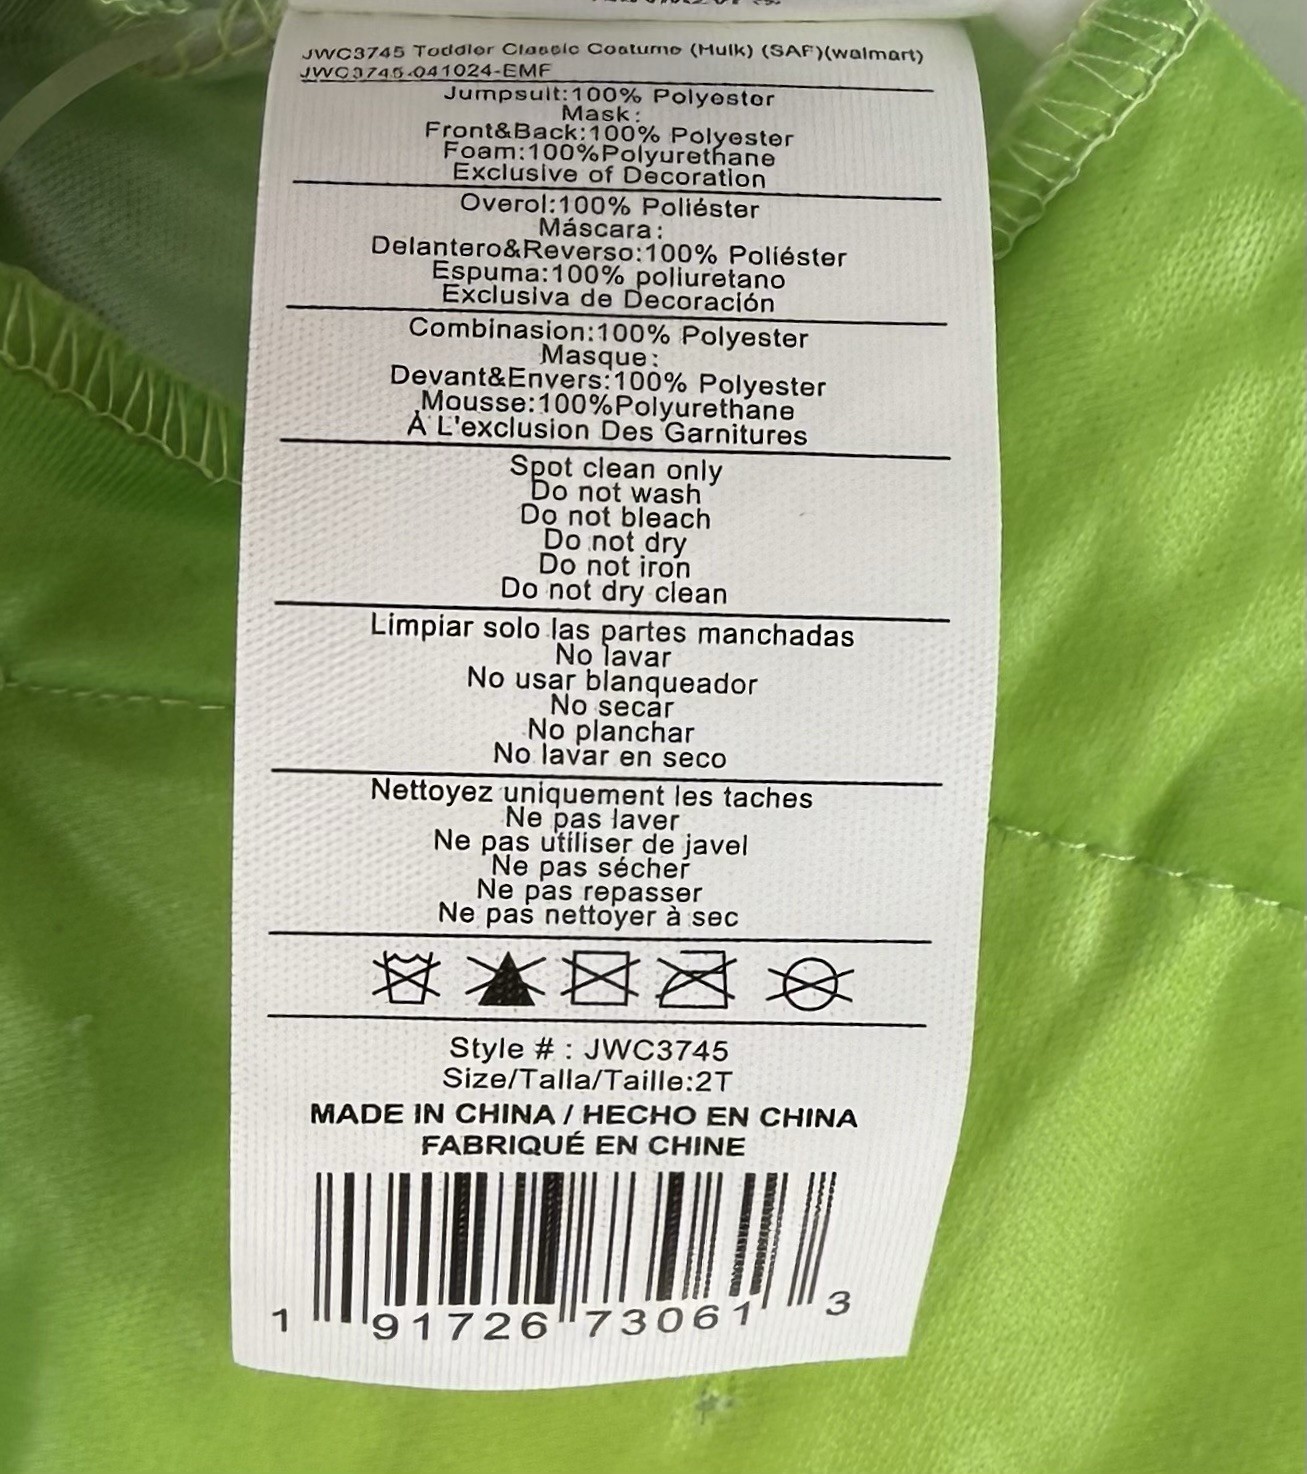 JWC3745 Toddler Classic Costume (Hulk) (SAF)(walmart)
JWC3745-041024-EMF
Jumpsuit:100% Polyester
Mask:
Front&Back:100% Polyester
Foam:100%Polyurethane
Exclusive of Decoration
Overol:100% Poliéster
Máscara:
Delantero&Reverso:100% Poliéster
Espuma:100% poliuretano
Exclusiva de Decoración
Combinasion:100% Polyester
Masque:
Devant&Envers:100% Polyester
Mousse:100%Polyurethane
À L'exclusion Des Garnitures
Spot clean only
Do not wash
Do not bleach
Do not dry
Do not iron
Do not dry clean
Limpiar solo las partes manchadas
No lavar
No usar blanqueador
No secar
No planchar
No lavar en seco
Nettoyez uniquement les taches
Ne pas laver
Ne pas utiliser de javel
Ne pas sécher
Ne pas repasser
Ne pas nettoyer à sec
Style # : JWC3745
Size/Talla/Taille:2T
MADE IN CHINA / HECHO EN CHINA
FABRIQUÉ EN CHINE
1 91726 73061 3